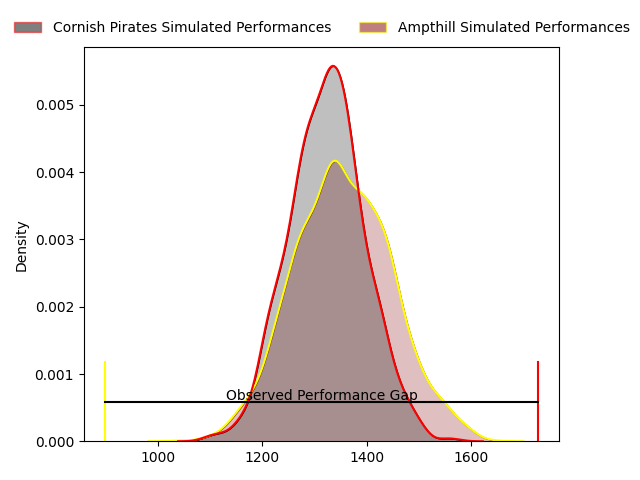 Cornish Pirates Simulated Performances
Ampthill Simulated Performances
Density
0.005
0.004
0.003
0.002
0.001
0.000
Observed Performance Gap
1000
1200
1400
1600